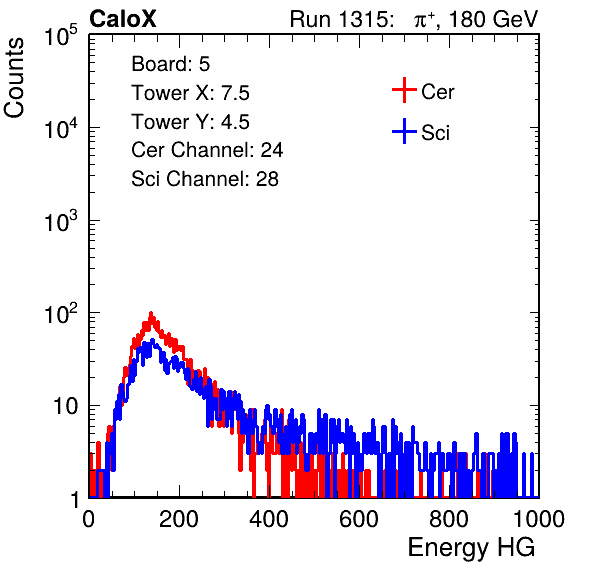 CaloX Run 1315: π⁺, 180 GeV
Counts
Board: 5
Tower X: 7.5
Tower Y: 4.5
Cer Channel: 24
Sci Channel: 28
Cer
Sci
10⁵
10⁴
10³
10²
10
1
0 200 400 600 800 1000
Energy HG